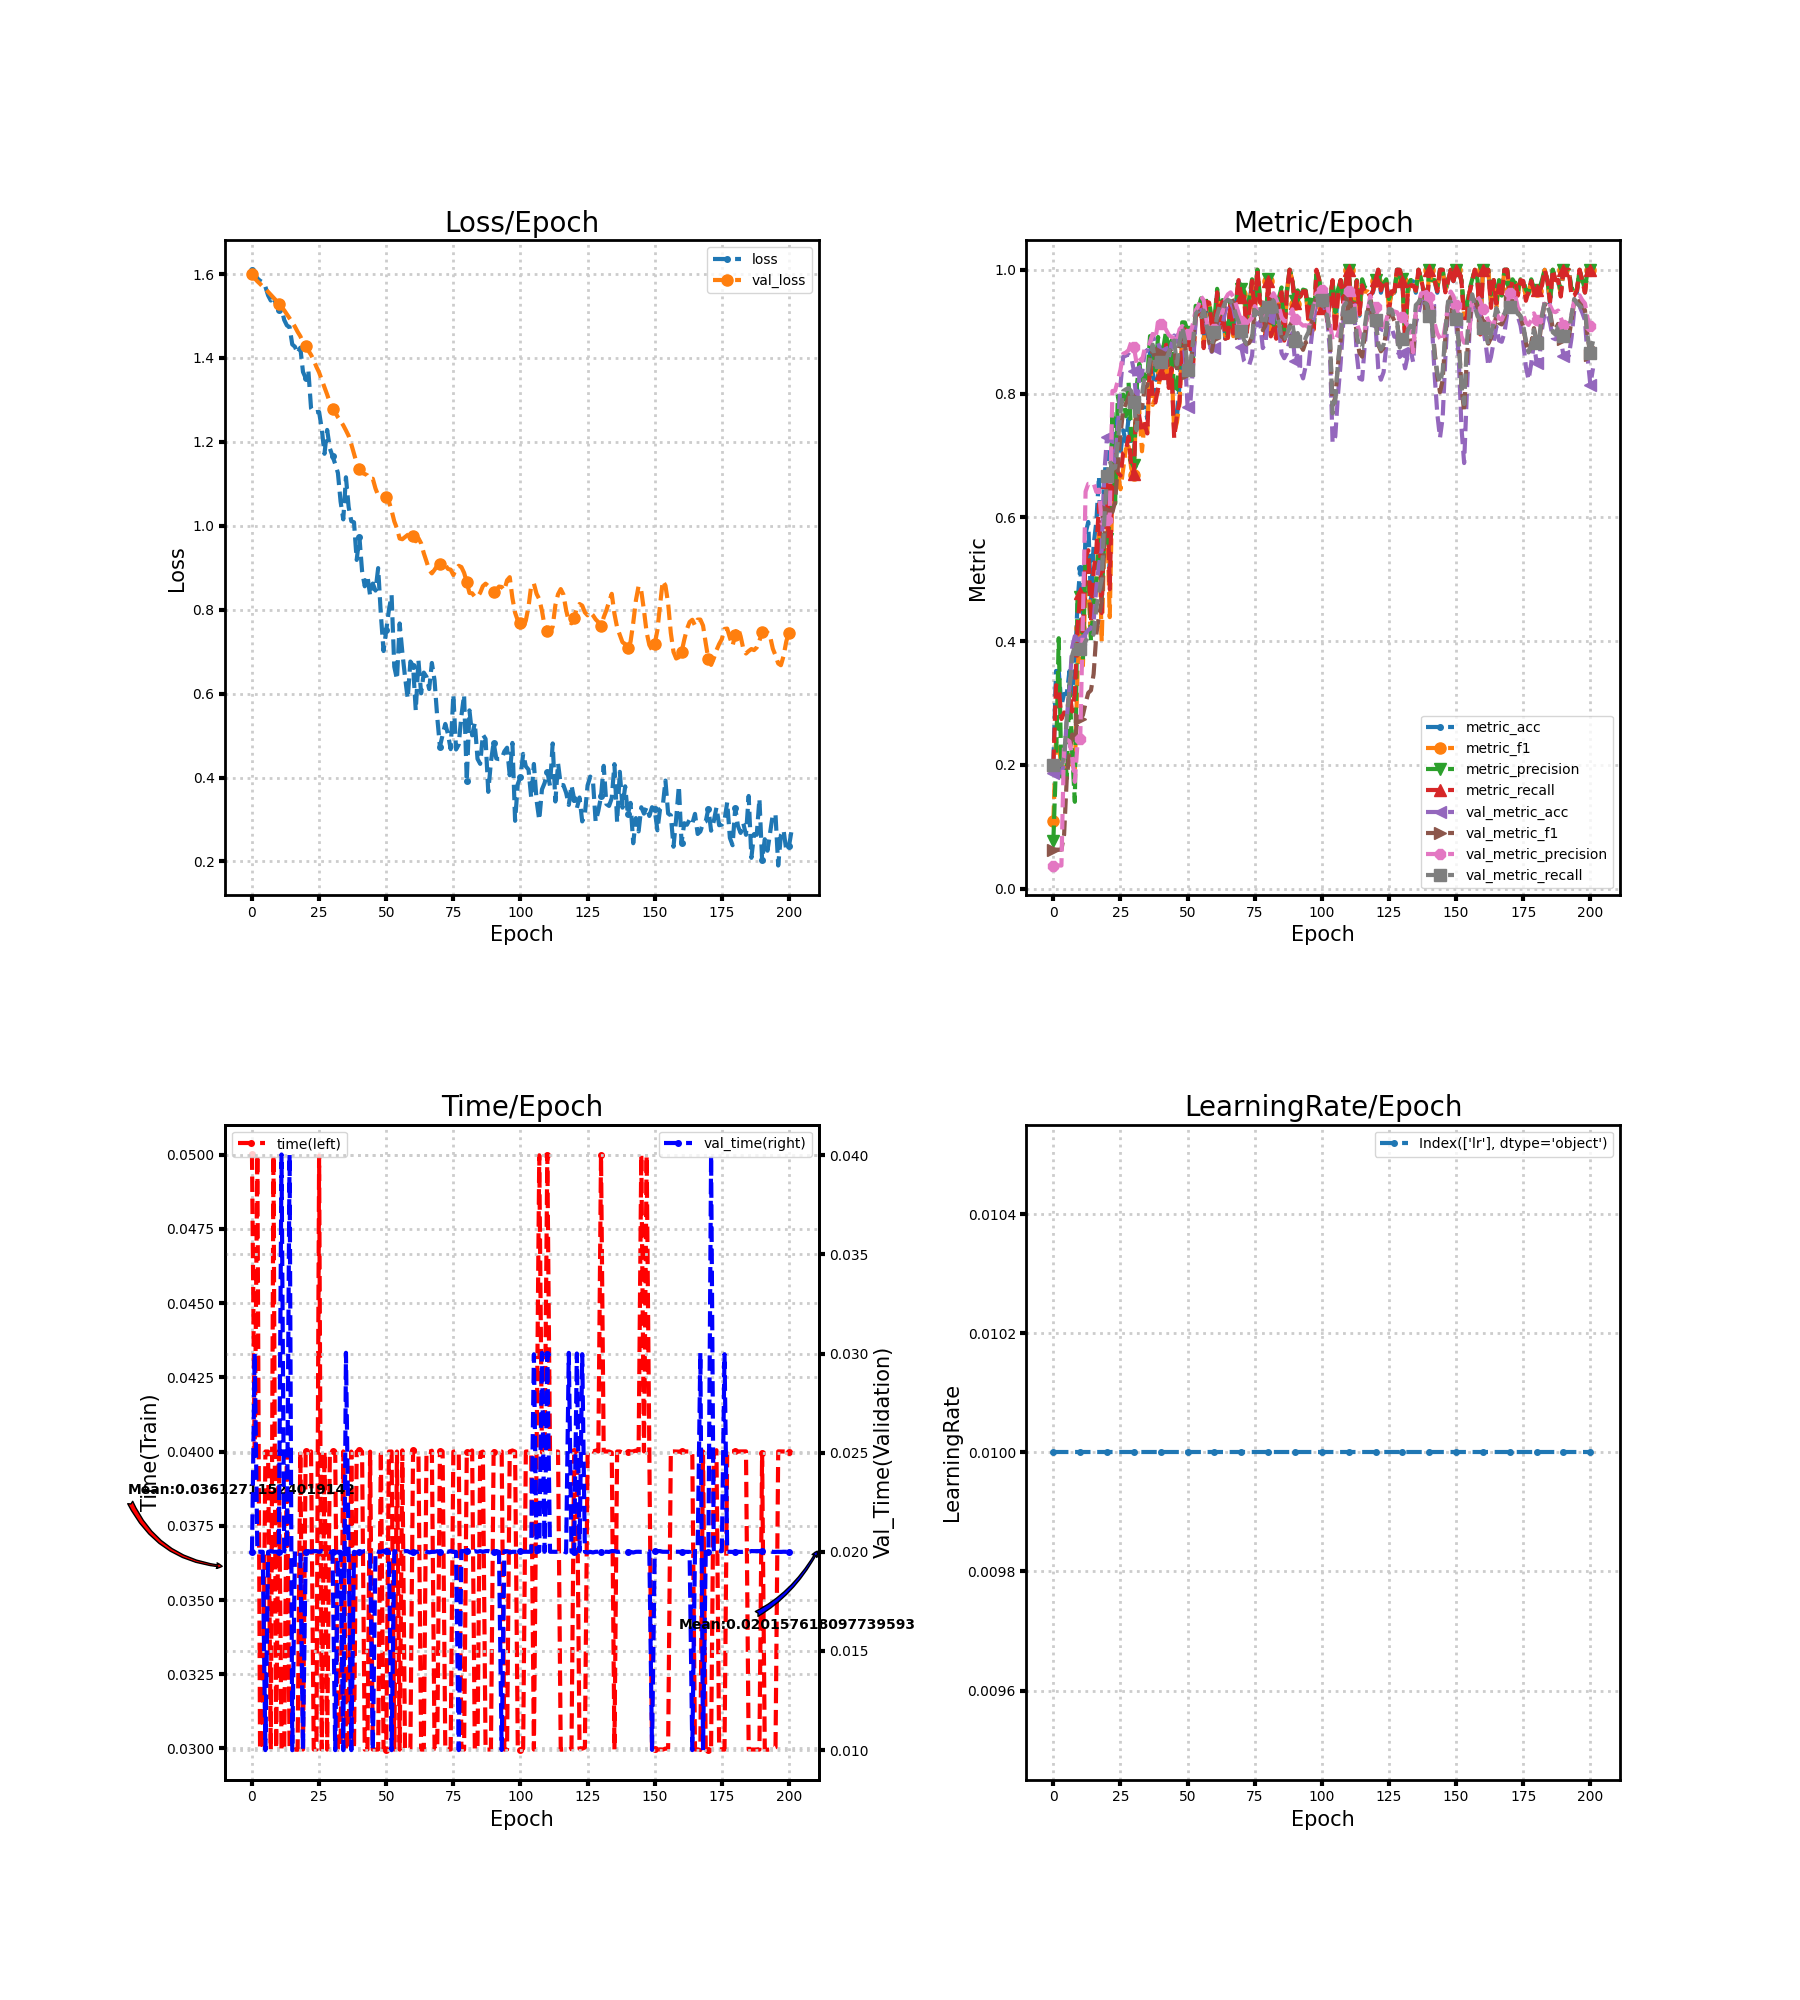 Loss/Epoch
loss
val_loss
1.6
1.4
1.2
1.0
0.8
0.6
0.4
0.2
Loss
0 25 50 75 100 125 150 175 200
Epoch
Metric/Epoch
1.0
0.8
0.6
0.4
0.2
0.0
Metric
metric_acc
metric_f1
metric_precision
metric_recall
val_metric_acc
val_metric_f1
val_metric_precision
val_metric_recall
0 25 50 75 100 125 150 175 200
Epoch
Time/Epoch
time(left)
val_time(right)
0.0500
0.0475
0.0450
0.0425
0.0400
0.0375
0.0350
0.0325
0.0300
Time(Train)
Mean:0.03612711524019142
0.040
0.035
0.030
0.025
0.020
0.015
0.010
Val_Time(Validation)
Mean:0.020157618097739593
0 25 50 75 100 125 150 175 200
Epoch
LearningRate/Epoch
Index(['lr'], dtype='object')
0.0104
0.0102
0.0100
0.0098
0.0096
LearningRate
0 25 50 75 100 125 150 175 200
Epoch